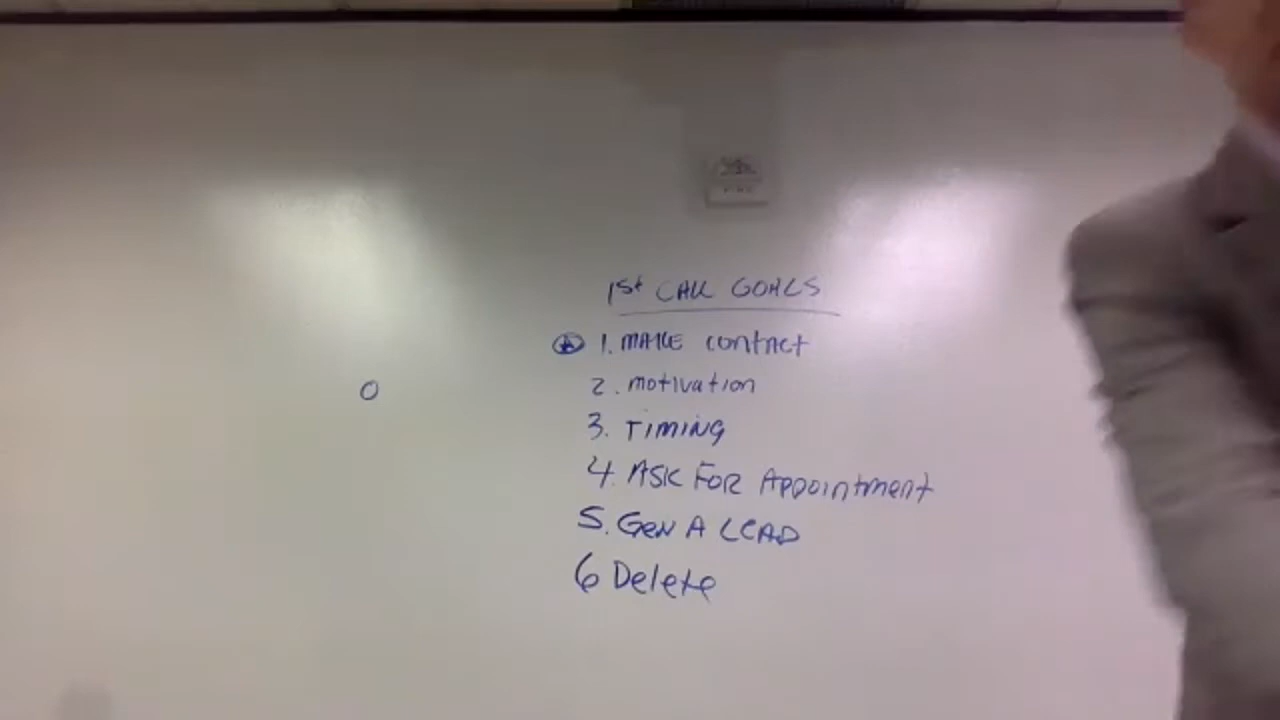 1st CALL GOALS
1. MAKE contact
2. motivation
3. TIMING
4. ASK FOR Appointment
5. GEN A LEAD
6 Delete
O